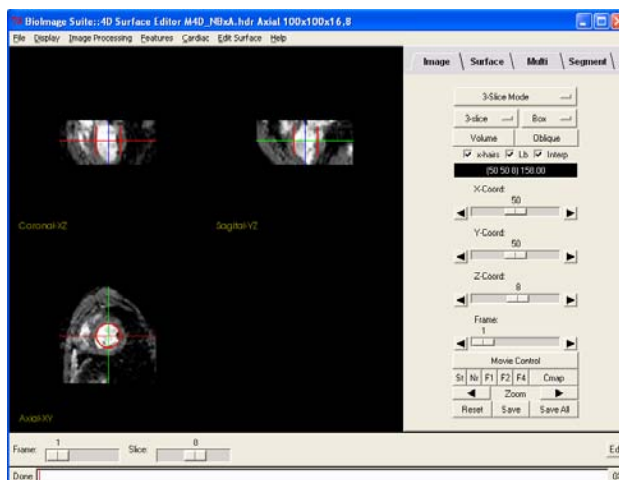 BioImage Suite::4D Surface Editor M4D_NBxA.hdr Axial 100x100x16,8
File Display Image Processing Features Cardiac Edit Surface Help
Image Surface Multi Segment
3-Slice Mode
3-slice Box
Volume Oblique
x-hairs Lb Interp
(50 50 8) 158.00
X-Coord:
50
Y-Coord:
50
Z-Coord:
8
Coronal-XZ
Sagital-YZ
Frame:
1
Movie Control
St Nr F1 F2 F4 Cmap
Zoom
Reset Save Save All
Axial-XY
Frame: 1 Slice: 8
Done